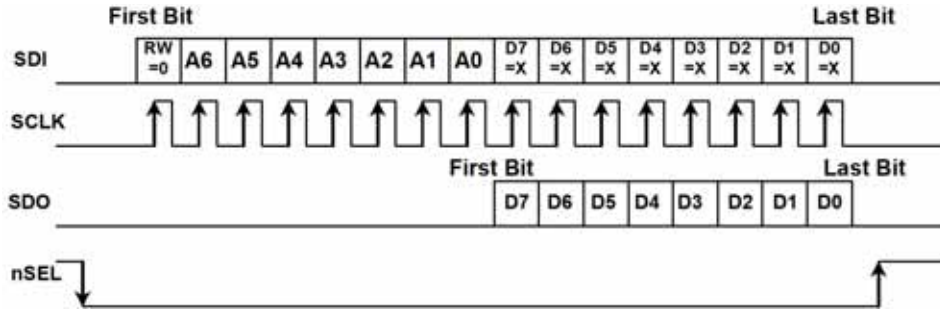 First Bit Last Bit
SDI RW =0 A6 A5 A4 A3 A2 A1 A0 D7 =X D6 =X D5 =X D4 =X D3 =X D2 =X D1 =X D0 =X
SCLK
First Bit Last Bit
SDO D7 D6 D5 D4 D3 D2 D1 D0
nSEL